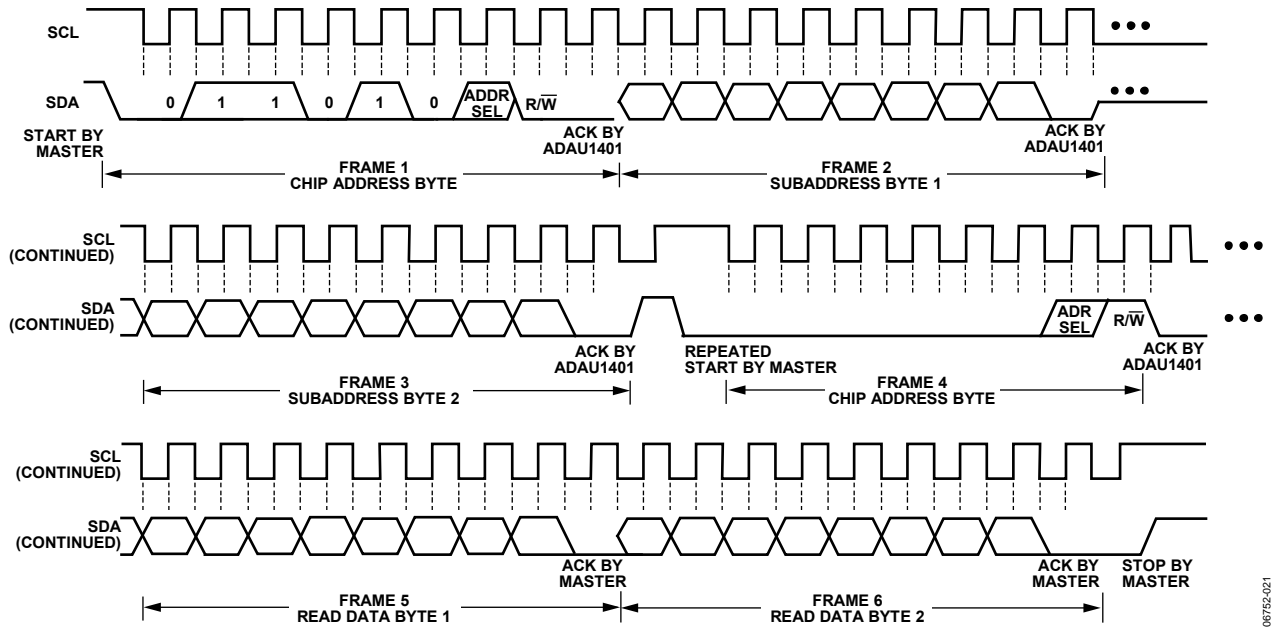 SCL
SDA
0 1 1 0 1 0 ADDR SEL R/W̅
START BY MASTER
ACK BY ADAU1401
ACK BY ADAU1401
FRAME 1
CHIP ADDRESS BYTE
FRAME 2
SUBADDRESS BYTE 1
SCL
(CONTINUED)
SDA
(CONTINUED)
ADR SEL R/W̅
ACK BY
ADAU1401
REPEATED
START BY MASTER
ACK BY
ADAU1401
FRAME 3
SUBADDRESS BYTE 2
FRAME 4
CHIP ADDRESS BYTE
SCL
(CONTINUED)
SDA
(CONTINUED)
ACK BY
MASTER
ACK BY
MASTER
STOP BY
MASTER
FRAME 5
READ DATA BYTE 1
FRAME 6
READ DATA BYTE 2
06752-021